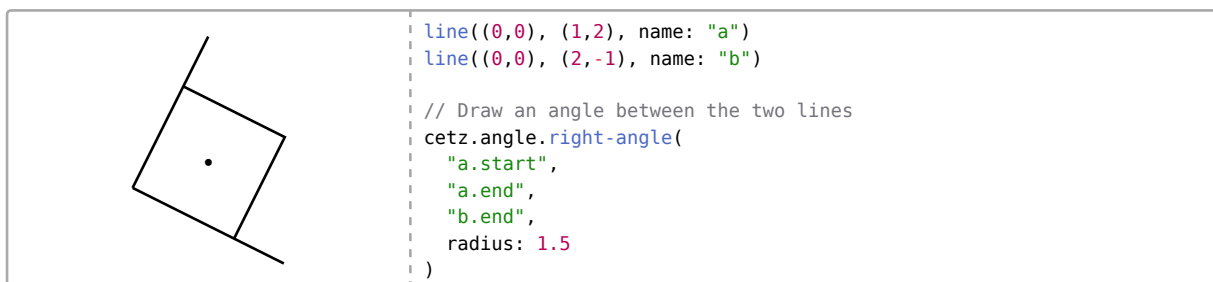 line((0,0), (1,2), name: "a")
line((0,0), (2,-1), name: "b")

// Draw an angle between the two lines
cetz.angle.right-angle(
  "a.start",
  "a.end",
  "b.end",
  radius: 1.5
)